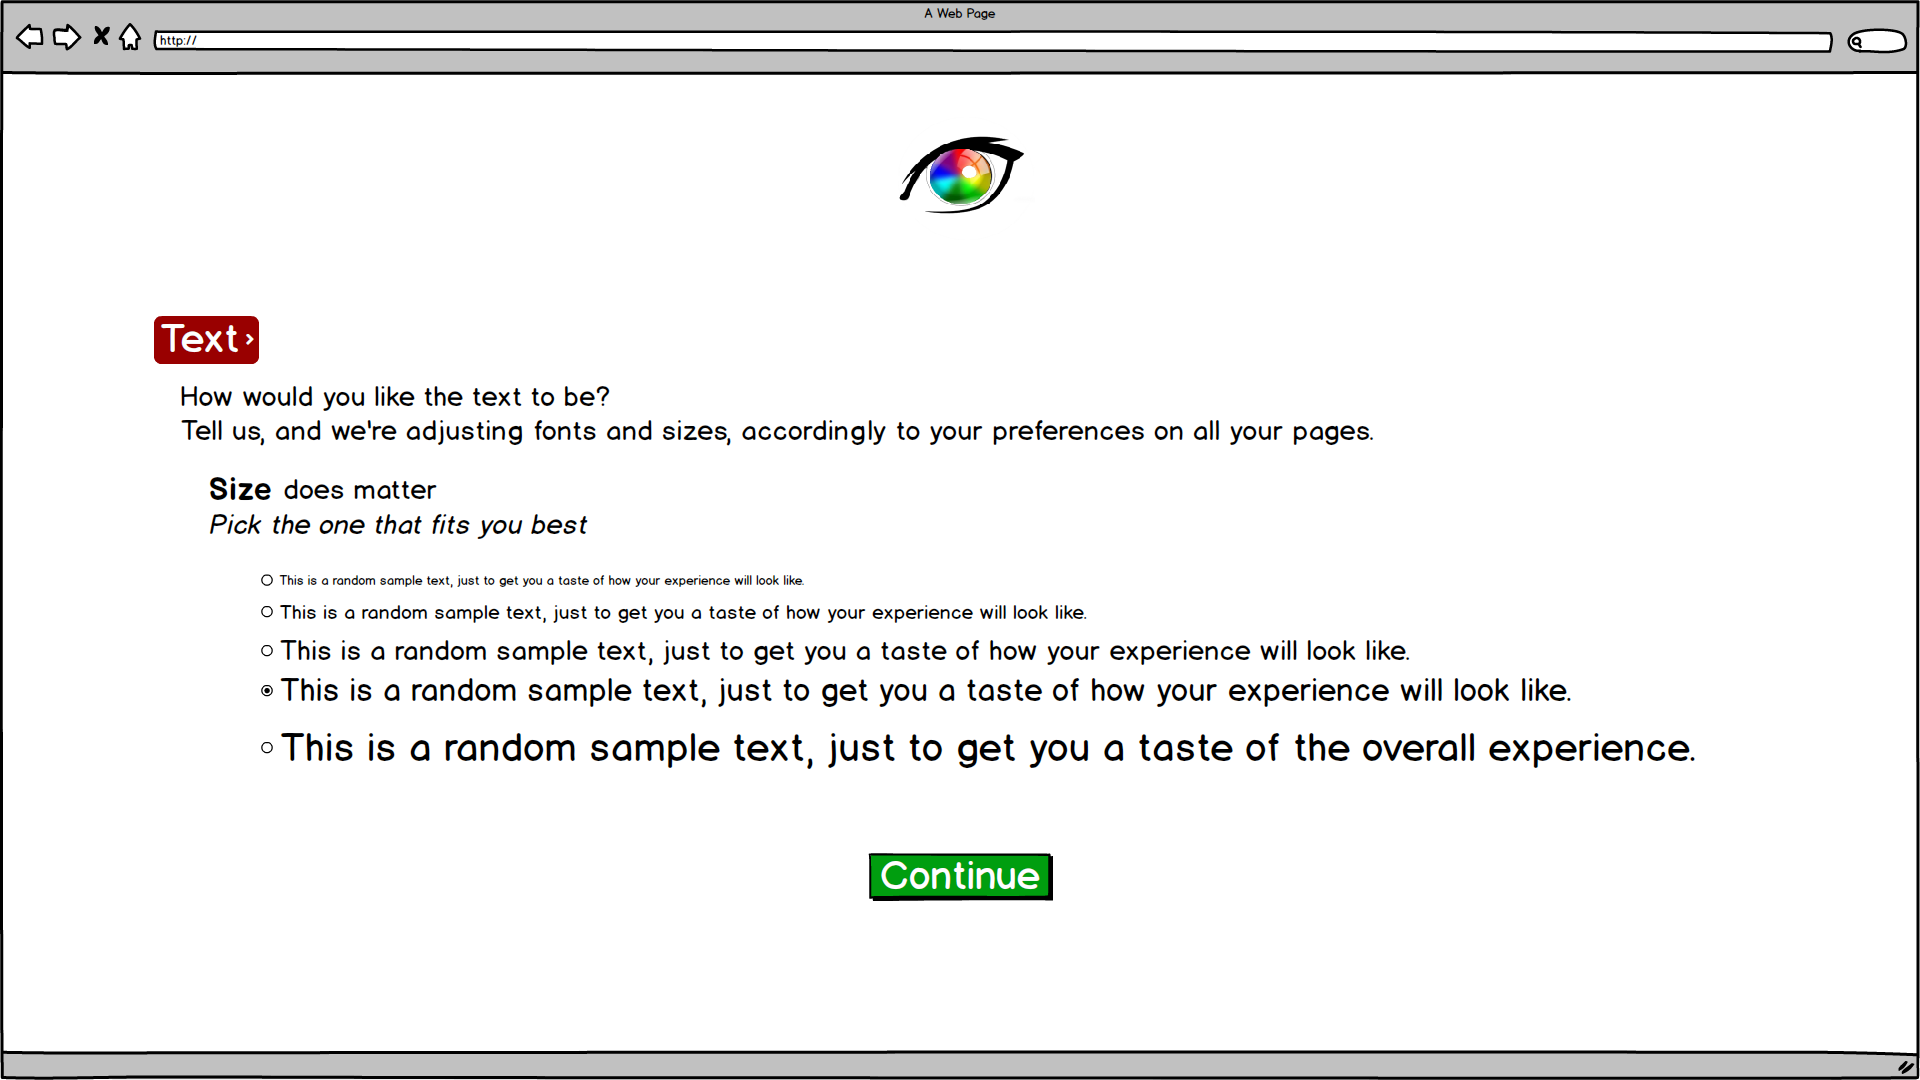 A Web Page
http://
Text ›
How would you like the text to be?
Tell us, and we're adjusting fonts and sizes, accordingly to your preferences on all your pages.
Size does matter
Pick the one that fits you best
This is a random sample text, just to get you a taste of how your experience will look like.
This is a random sample text, just to get you a taste of how your experience will look like.
This is a random sample text, just to get you a taste of how your experience will look like.
This is a random sample text, just to get you a taste of how your experience will look like.
This is a random sample text, just to get you a taste of the overall experience.
Continue